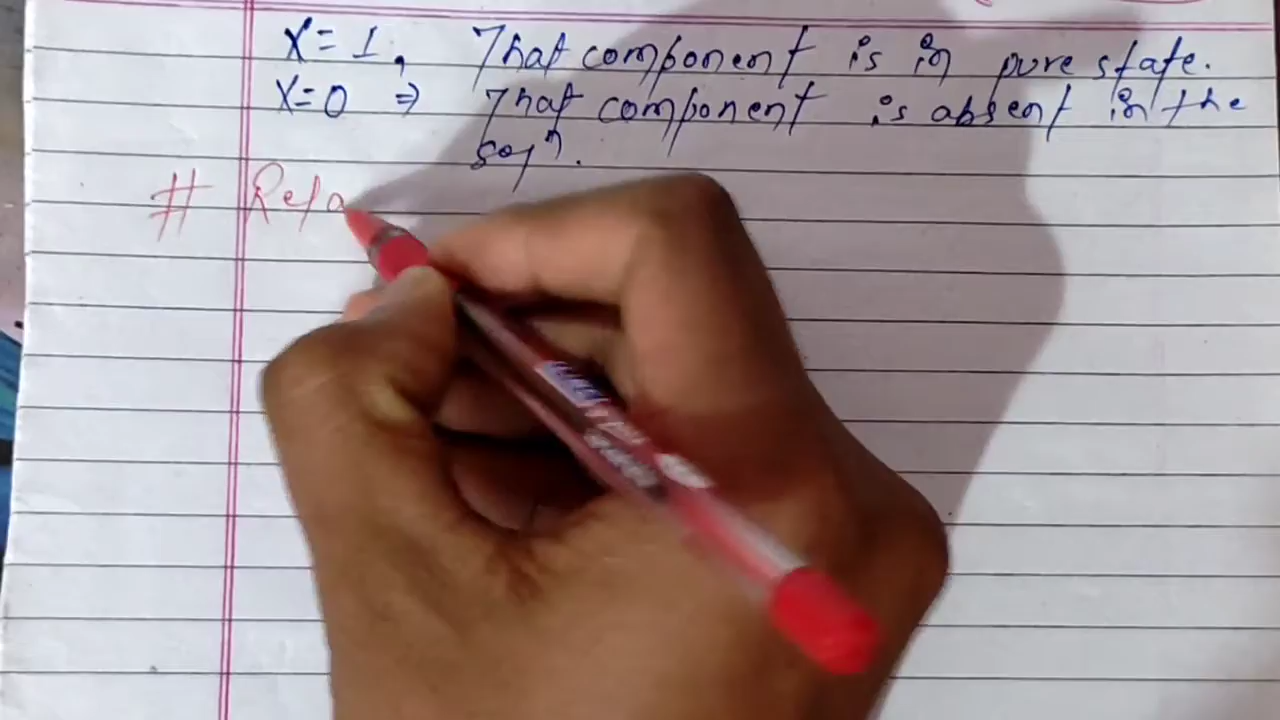 X = 1, That component is in pure state.
X = 0 ⇒ That component is absent in the
soln.
# Rela